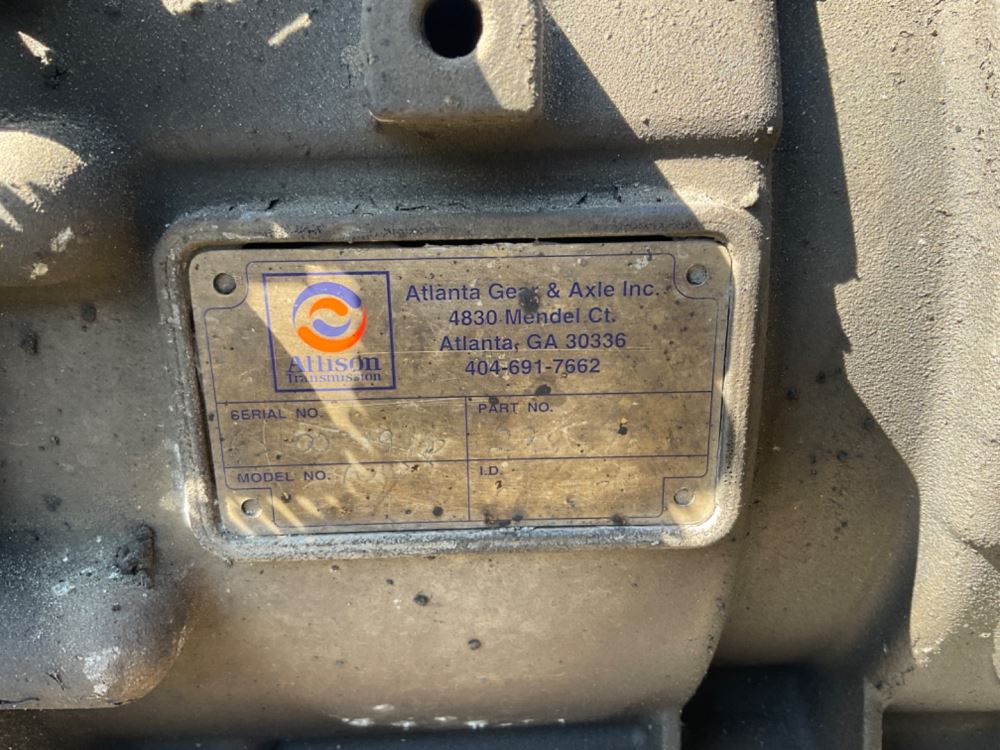 Allison
Transmission
Atlanta Gear & Axle Inc.
4830 Mendel Ct.
Atlanta, GA 30336
404-691-7662
SERIAL NO.
PART NO.
MODEL NO.
I.D.